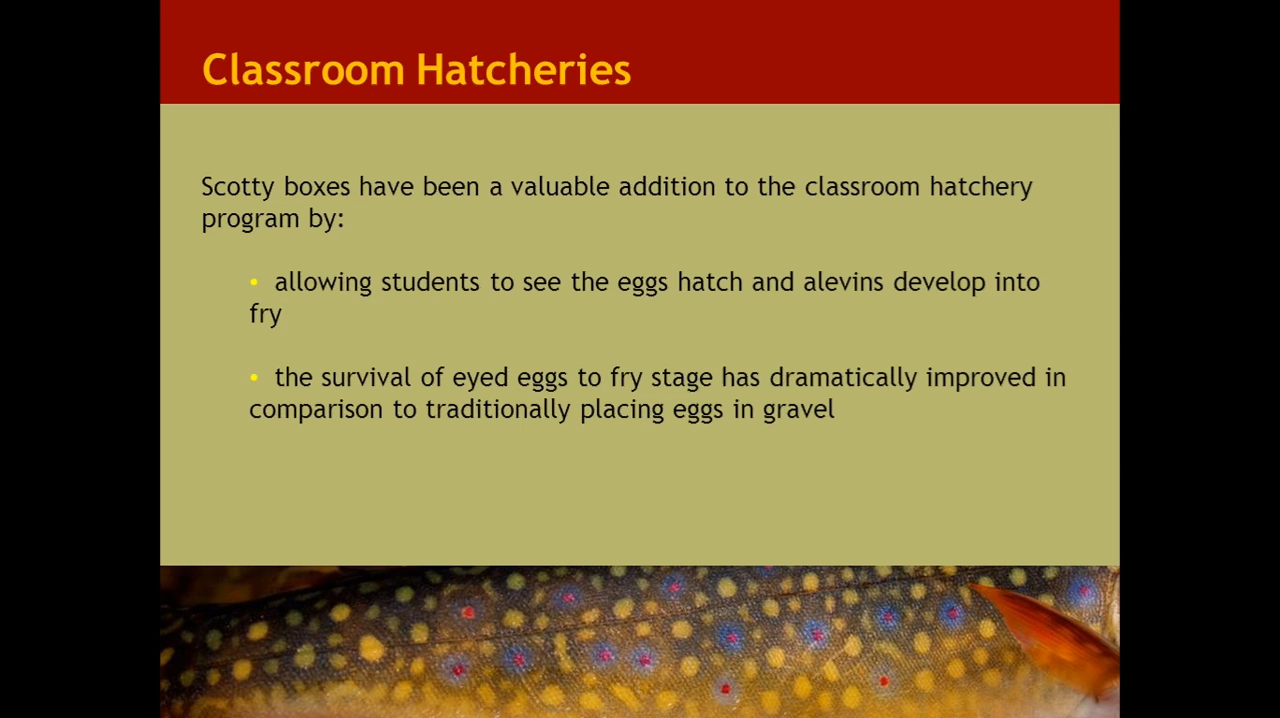 Classroom Hatcheries
Scotty boxes have been a valuable addition to the classroom hatchery
program by:
• allowing students to see the eggs hatch and alevins develop into
fry
• the survival of eyed eggs to fry stage has dramatically improved in
comparison to traditionally placing eggs in gravel